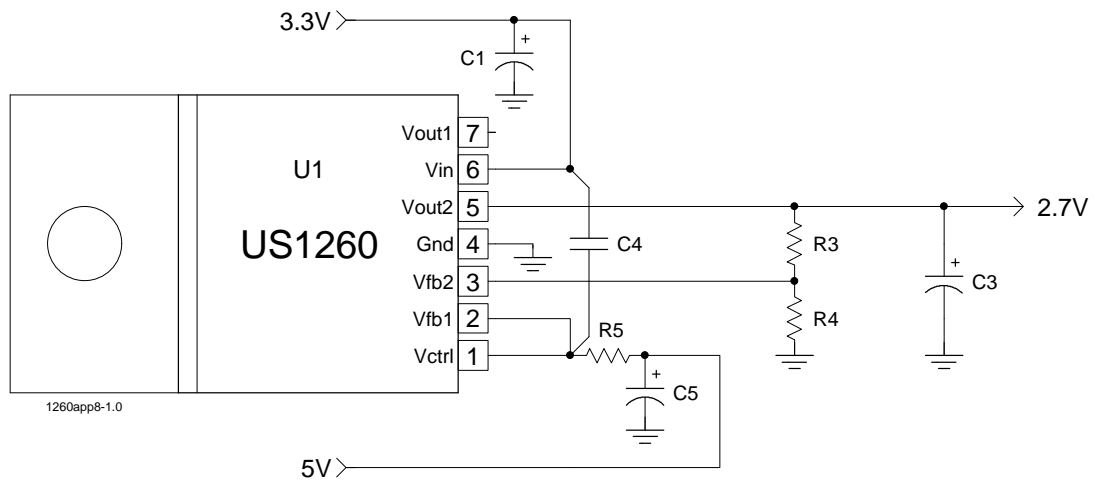 3.3V
C1
+
Vout1 7
U1
Vin 6
Vout2 5
2.7V
US1260
Gnd 4
C4
R3
+
C3
Vfb2 3
Vfb1 2
R4
R5
Vctrl 1
+
C5
1260app8-1.0
5V